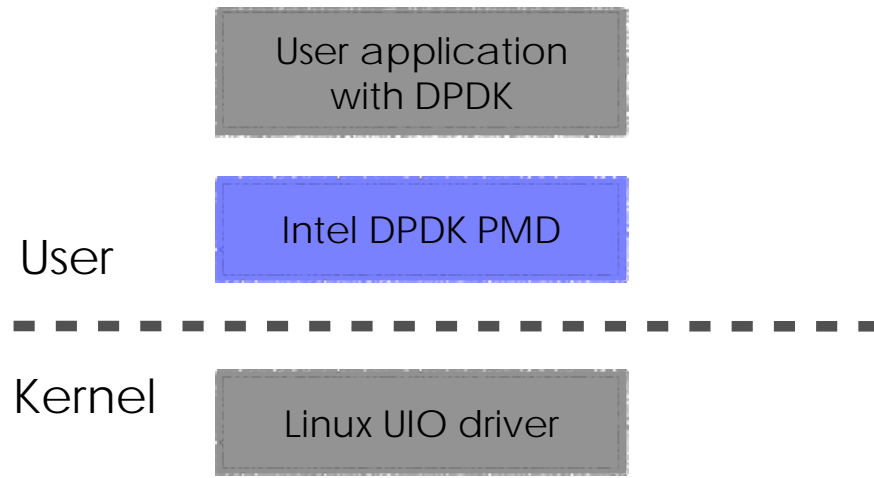 User application
with DPDK
Intel DPDK PMD
User
Kernel
Linux UIO driver